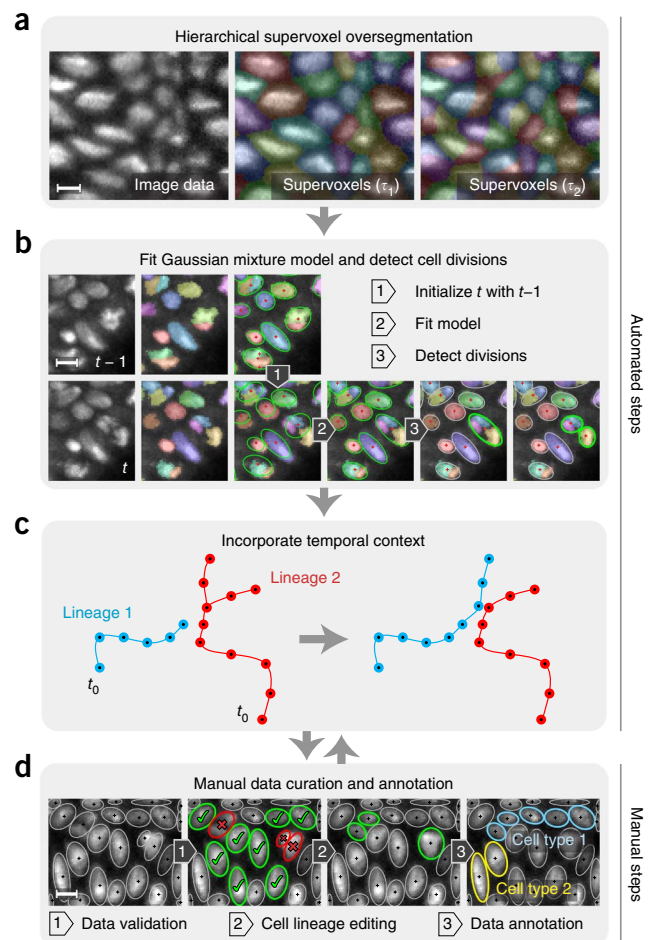 a
Hierarchical supervoxel oversegmentation
Image data
Supervoxels (τ1)
Supervoxels (τ2)
b
Fit Gaussian mixture model and detect cell divisions
t – 1
1 Initialize t with t–1
2 Fit model
3 Detect divisions
1
t
2
3
Automated steps
c
Incorporate temporal context
Lineage 1
Lineage 2
t0
t0
d
Manual data curation and annotation
1
2
3
Cell type 1
Cell type 2
1 Data validation
2 Cell lineage editing
3 Data annotation
Manual steps